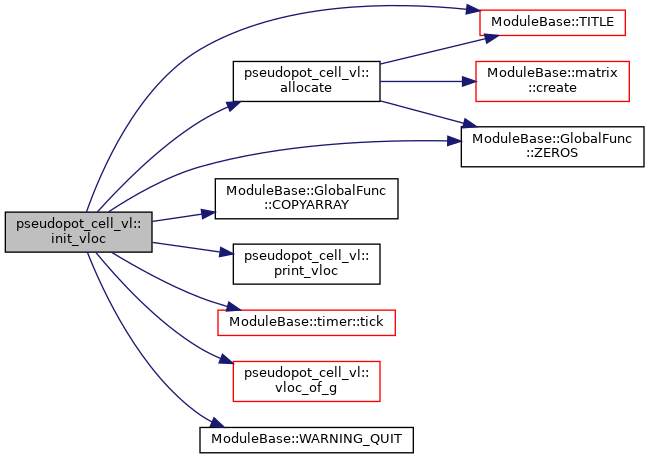 pseudopot_cell_vl::
init_vloc
ModuleBase::TITLE
pseudopot_cell_vl::
allocate
ModuleBase::matrix
::create
ModuleBase::GlobalFunc
::ZEROS
ModuleBase::GlobalFunc
::COPYARRAY
pseudopot_cell_vl::
print_vloc
ModuleBase::timer::tick
pseudopot_cell_vl::
vloc_of_g
ModuleBase::WARNING_QUIT